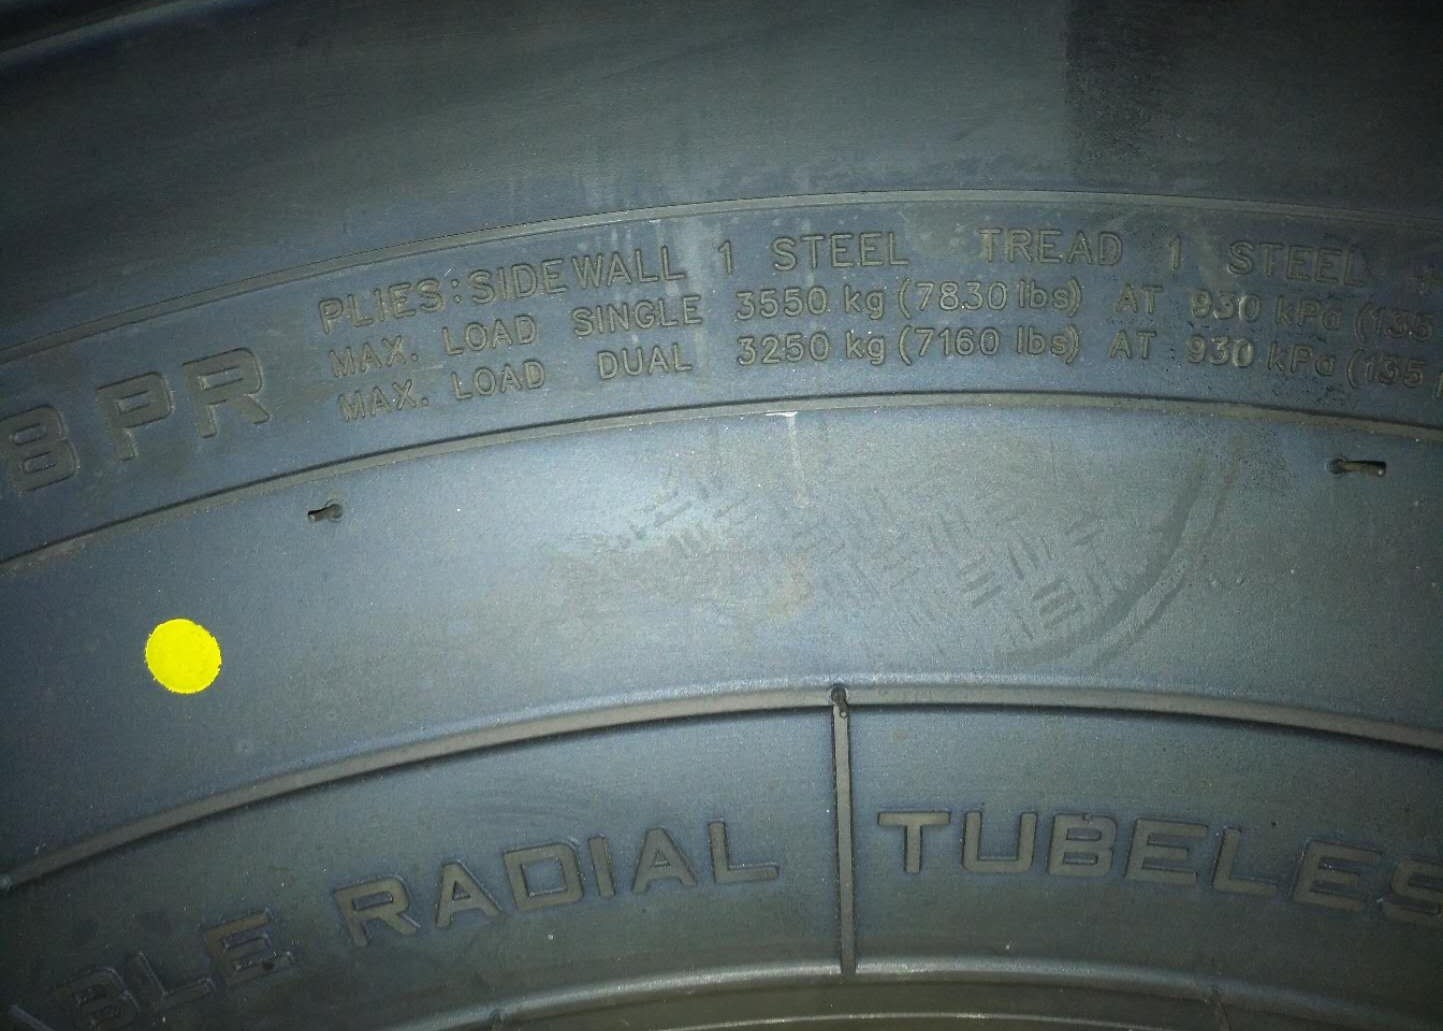 PLIES: SIDEWALL 1 STEEL TREAD 1 STEEL +
MAX. LOAD SINGLE 3550 kg (7830 lbs) AT 930 kPa (135
MAX. LOAD DUAL 3250 kg (7160 lbs) AT 930 kPa (135
8PR
BLE RADIAL TUBELES